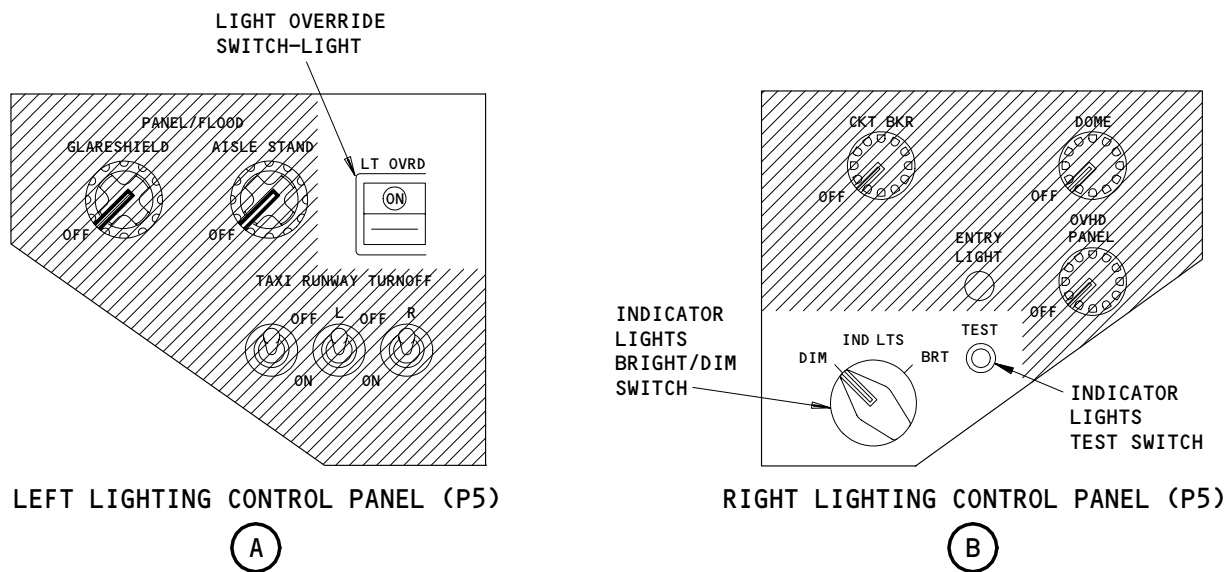 LIGHT OVERRIDE
SWITCH-LIGHT
PANEL/FLOOD
GLARESHIELD
AISLE STAND
OFF
OFF
LT OVRD
ON
TAXI RUNWAY TURNOFF
OFF L OFF R
ON ON
LEFT LIGHTING CONTROL PANEL (P5)
A
CKT BKR
OFF
DOME
OFF
ENTRY
LIGHT
OVHD
PANEL
OFF
INDICATOR
LIGHTS
BRIGHT/DIM
SWITCH
IND LTS
DIM
BRT
TEST
INDICATOR
LIGHTS
TEST SWITCH
RIGHT LIGHTING CONTROL PANEL (P5)
B